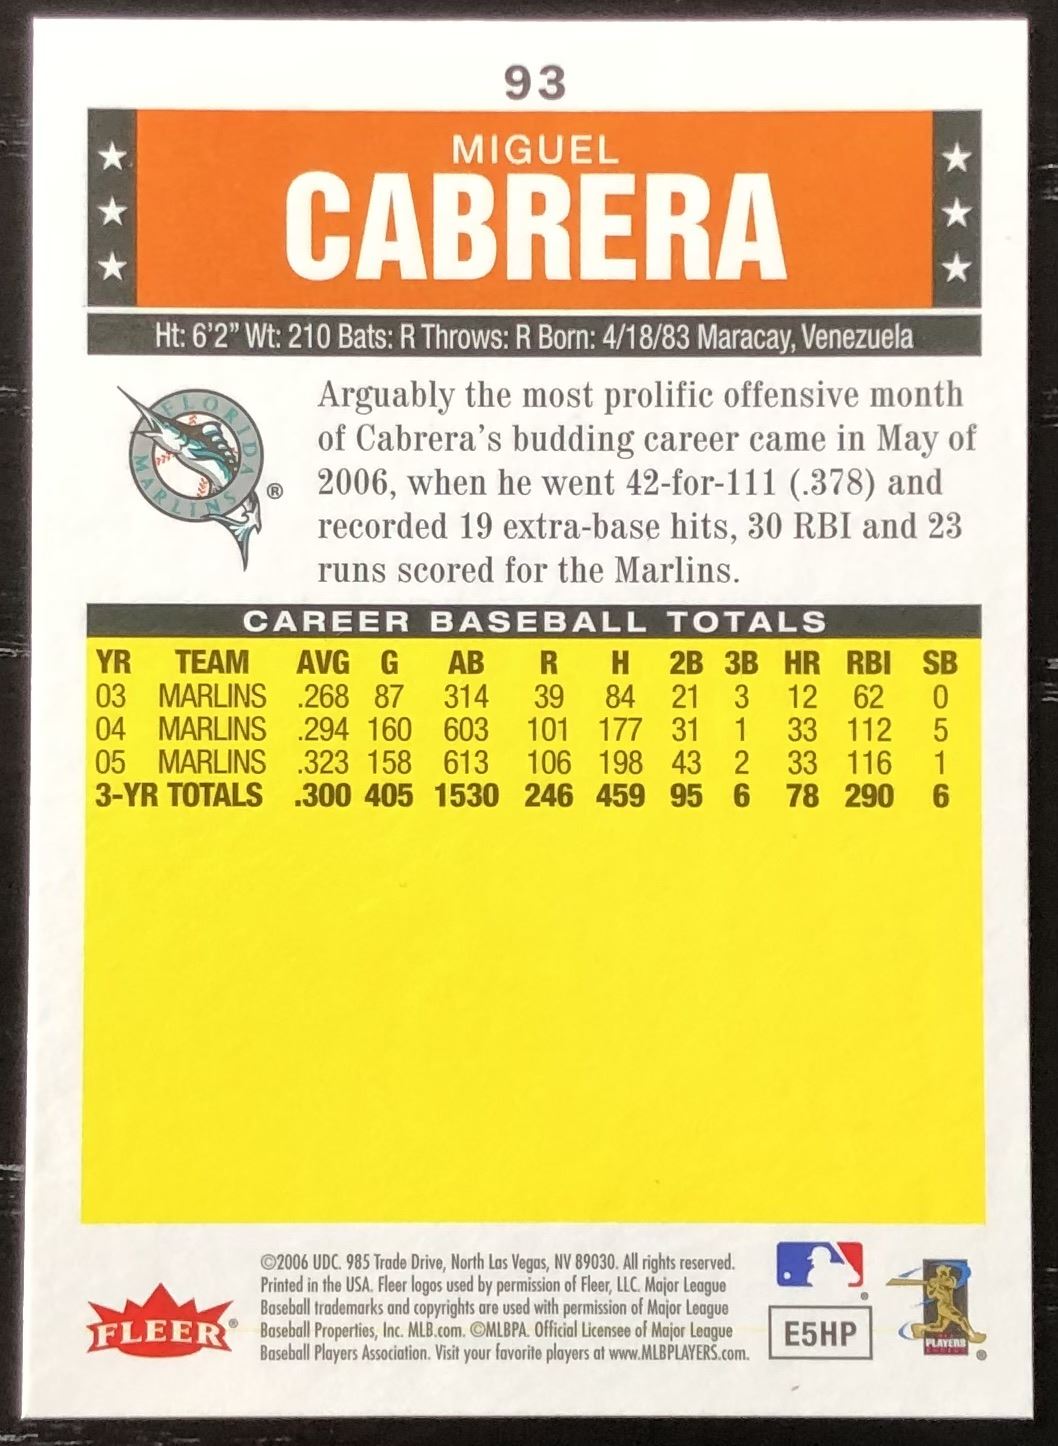 93
MIGUEL
CABRERA
Ht: 6'2" Wt: 210 Bats: R Throws: R Born: 4/18/83 Maracay, Venezuela
FLORIDA
MARLINS
®
Arguably the most prolific offensive month
of Cabrera's budding career came in May of
2006, when he went 42-for-111 (.378) and
recorded 19 extra-base hits, 30 RBI and 23
runs scored for the Marlins.
CAREER BASEBALL TOTALS
YR TEAM AVG G AB R H 2B 3B HR RBI SB
03 MARLINS .268 87 314 39 84 21 3 12 62 0
04 MARLINS .294 160 603 101 177 31 1 33 112 5
05 MARLINS .323 158 613 106 198 43 2 33 116 1
3-YR TOTALS .300 405 1530 246 459 95 6 78 290 6
©2006 UDC. 985 Trade Drive, North Las Vegas, NV 89030. All rights reserved.
Printed in the USA. Fleer logos used by permission of Fleer, LLC. Major League
Baseball trademarks and copyrights are used with permission of Major League
Baseball Properties, Inc. MLB.com. ©MLBPA. Official Licensee of Major League
Baseball Players Association. Visit your favorite players at www.MLBPLAYERS.com.
FLEER®
E5HP
PLAYERS
®